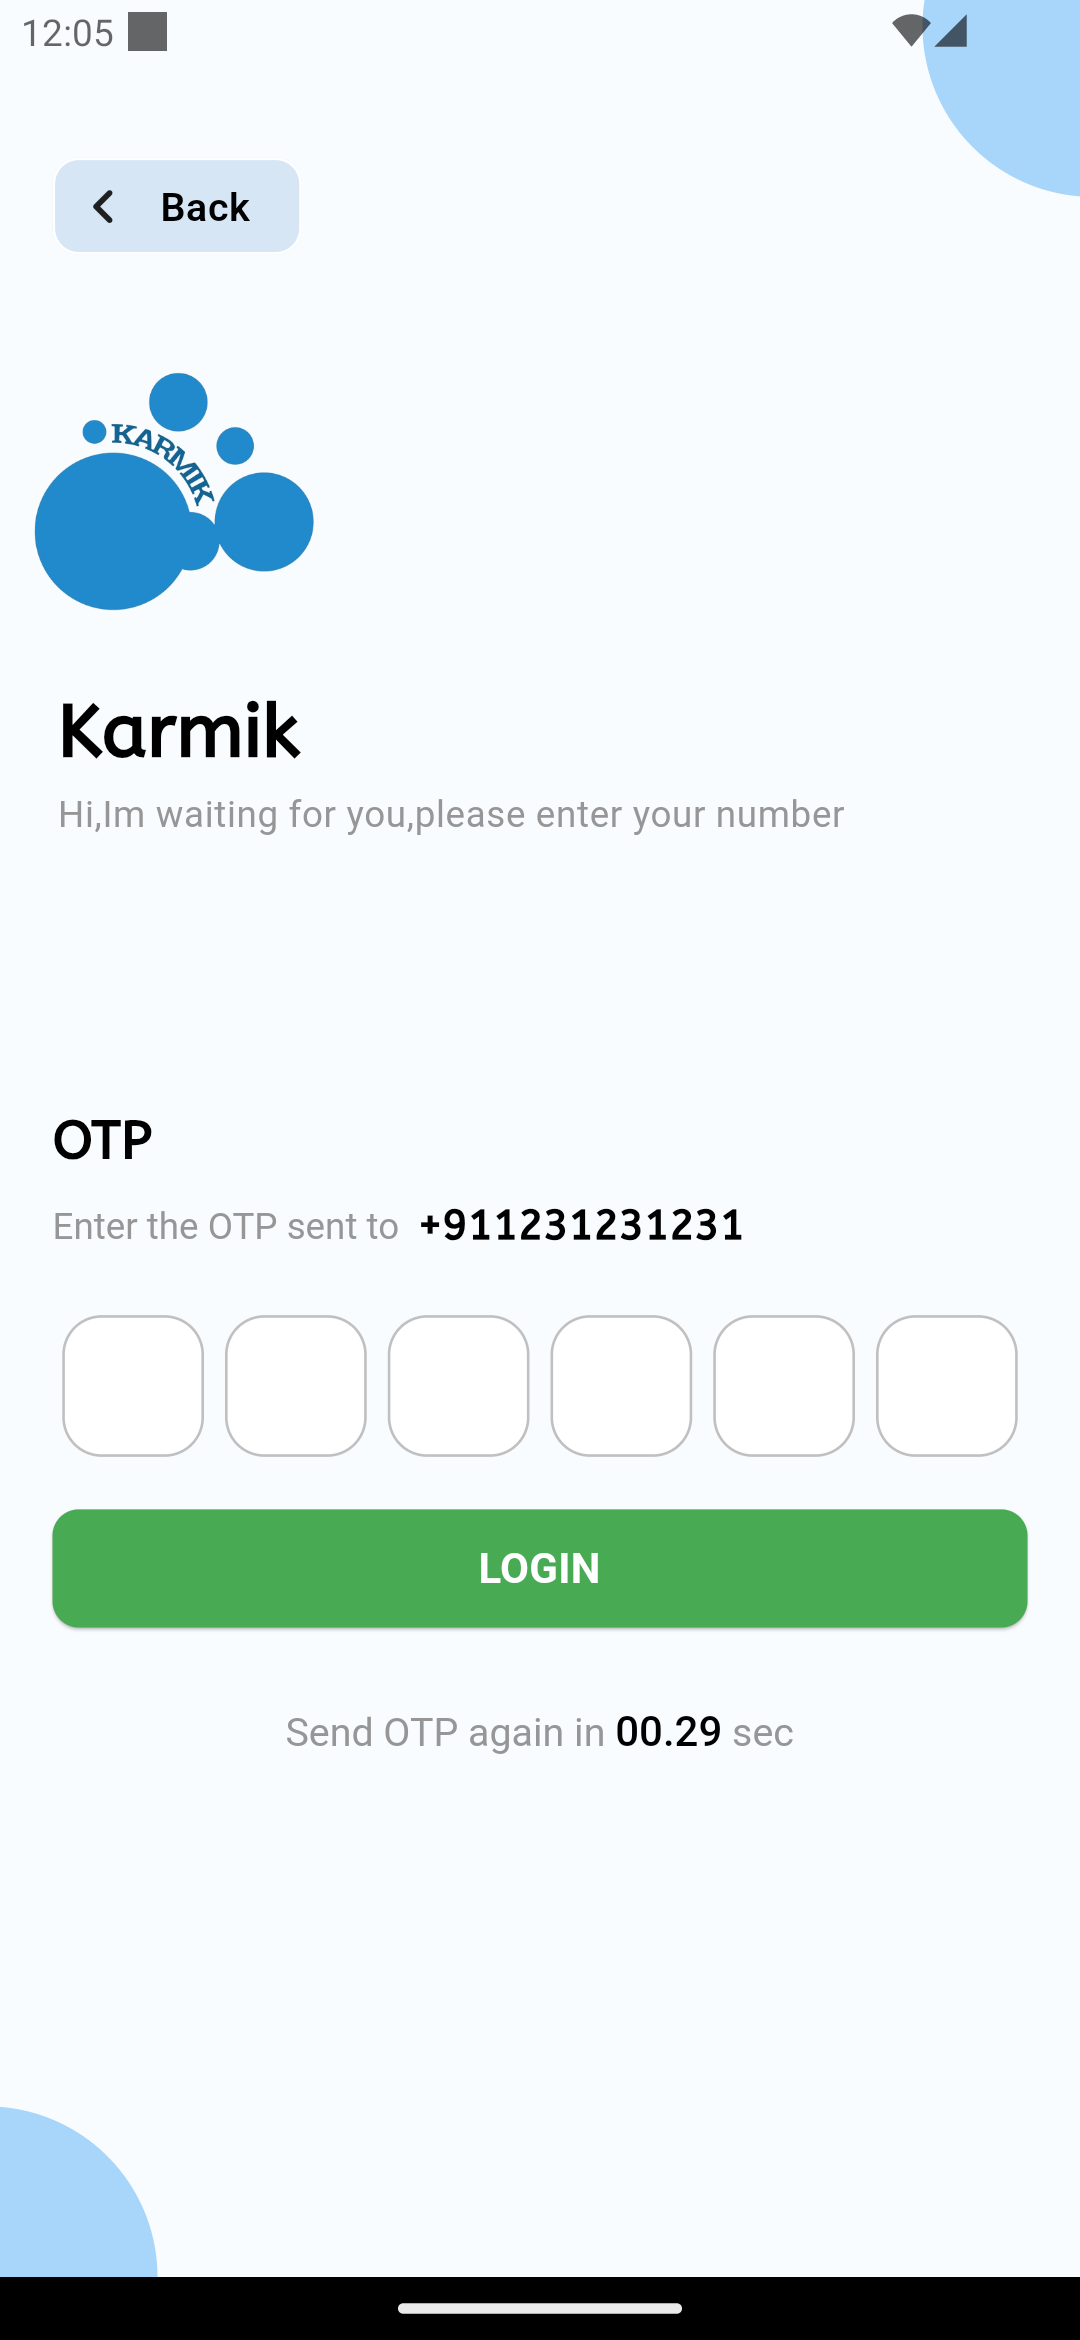 12:05
Back
KARMIK
Karmik
Hi,Im waiting for you,please enter your number
OTP
Enter the OTP sent to +911231231231
LOGIN
Send OTP again in 00.29 sec